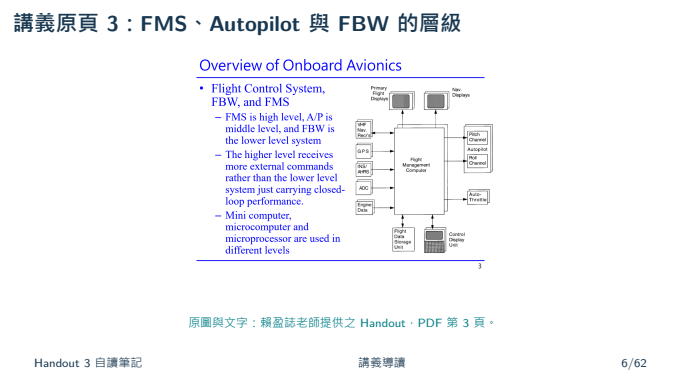 講義原頁 3：FMS、Autopilot 與 FBW 的層級
Overview of Onboard Avionics
• Flight Control System,
FBW, and FMS
– FMS is high level, A/P is
middle level, and FBW is
the lower level system
– The higher level receives
more external commands
rather than the lower level
system just carrying closed-
loop performance.
– Mini computer,
microcomputer and
microprocessor are used in
different levels
Primary
Flight
Displays
Nav.
Displays
VHF
Nav.
Recn's
G P S
INS/
AHRS
ADC
Engine
Data
Flight
Management
Computer
Pitch
Channel
Autopilot
Roll
Channel
Auto-
Throttle
Flight
Data
Storage
Unit
Control
Display
Unit
3
原圖與文字：賴盈誌老師提供之 Handout，PDF 第 3 頁。
Handout 3 自讀筆記
講義導讀
6/62